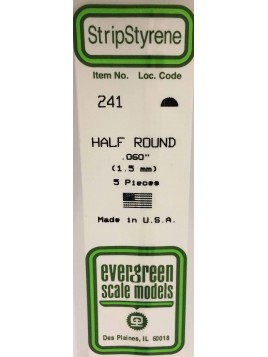 StripStyrene
Item No. Loc. Code
241
HALF ROUND
.060"
(1.5 mm)
5 Pieces
Made in U.S.A.
evergreen
scale models
Des Plaines, IL 60018